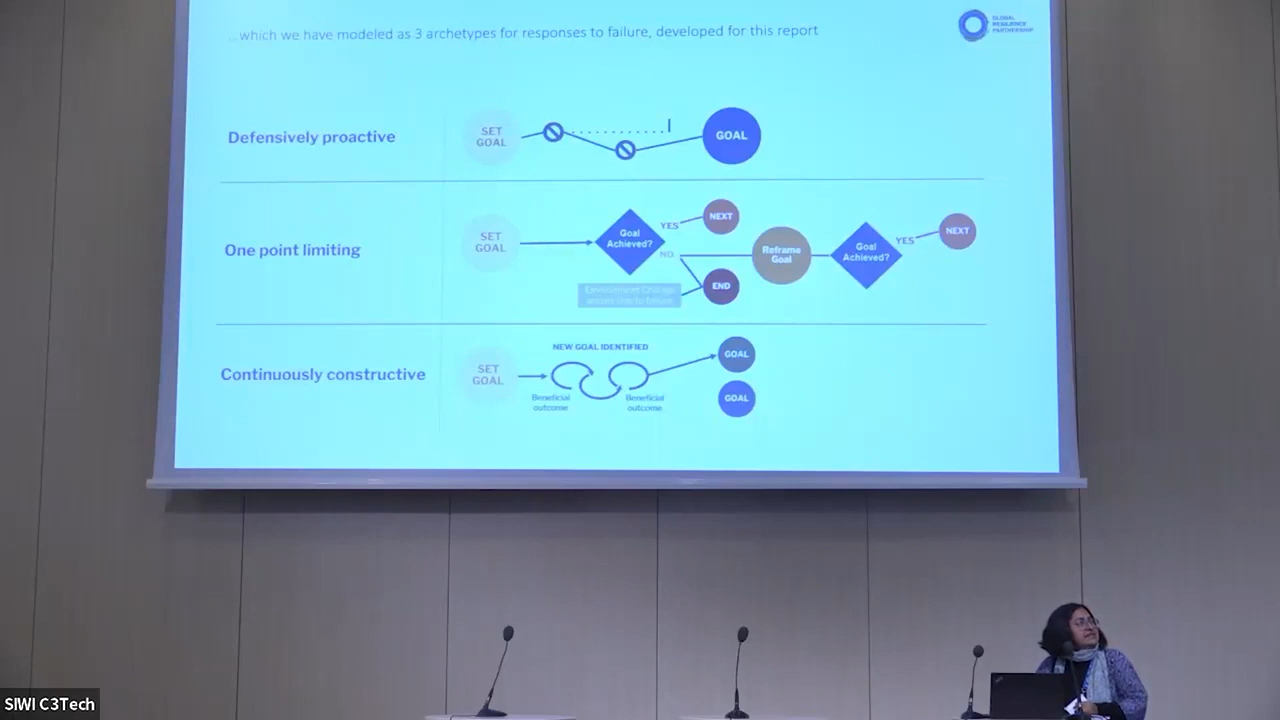 ...which we have modeled as 3 archetypes for responses to failure, developed for this report
GLOBAL
RESILIENCE
PARTNERSHIP
Defensively proactive
SET
GOAL
GOAL
One point limiting
SET
GOAL
Goal
Achieved?
YES
NEXT
NO
END
Reframe
Goal
Goal
Achieved?
YES
NEXT
Continuously constructive
SET
GOAL
NEW GOAL IDENTIFIED
Beneficial
outcome
Beneficial
outcome
GOAL
GOAL
SIWI C3Tech